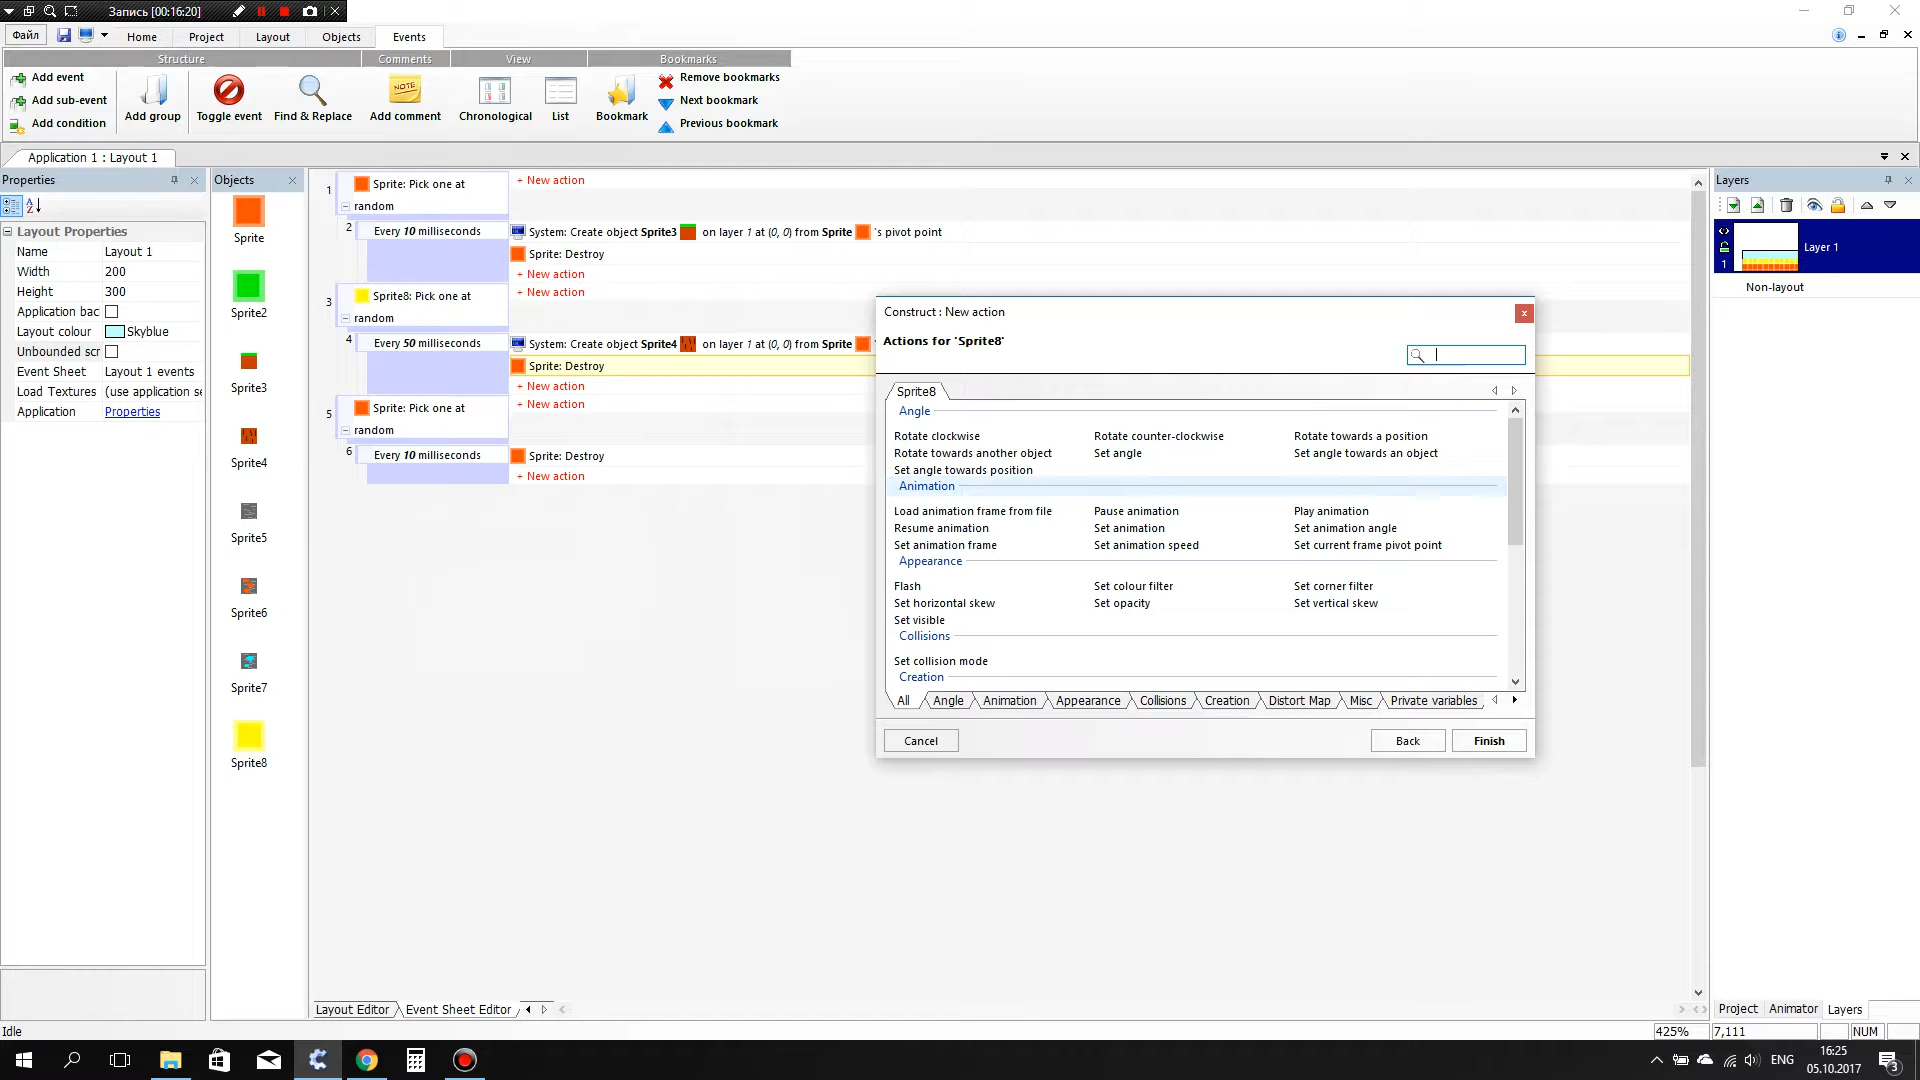 Запись [00:16:20]
Файл Home Project Layout Objects Events
Structure Comments View Bookmarks
Add event
Add sub-event
Add condition
Add group Toggle event Find & Replace
NOTE
Add comment Chronological List Bookmark
Remove bookmarks
Next bookmark
Previous bookmark
Application 1 : Layout 1
Properties
Layout Properties
Name Layout 1
Width 200
Height 300
Application bac
Layout colour Skyblue
Unbounded scr
Event Sheet Layout 1 events
Load Textures (use application se
Application Properties
Objects
Sprite
Sprite2
Sprite3
Sprite4
Sprite5
Sprite6
Sprite7
Sprite8
1 Sprite: Pick one at random + New action
2 Every 10 milliseconds System: Create object Sprite3 on layer 1 at (0, 0) from Sprite 's pivot point
Sprite: Destroy
+ New action
3 Sprite8: Pick one at random + New action
4 Every 50 milliseconds System: Create object Sprite4 on layer 1 at (0, 0) from Sprite
Sprite: Destroy
+ New action
5 Sprite: Pick one at random + New action
6 Every 10 milliseconds Sprite: Destroy
+ New action
Construct : New action
Actions for 'Sprite8'
Sprite8
Angle
Rotate clockwise Rotate counter-clockwise Rotate towards a position
Rotate towards another object Set angle Set angle towards an object
Set angle towards position
Animation
Load animation frame from file Pause animation Play animation
Resume animation Set animation Set animation angle
Set animation frame Set animation speed Set current frame pivot point
Appearance
Flash Set colour filter Set corner filter
Set horizontal skew Set opacity Set vertical skew
Set visible
Collisions
Set collision mode
Creation
All Angle Animation Appearance Collisions Creation Distort Map Misc Private variables
Cancel Back Finish
Layers
1 Layer 1
Non-layout
Layout Editor Event Sheet Editor
Project Animator Layers
Idle 425% 7,111 NUM
ENG 16:25
05.10.2017
3